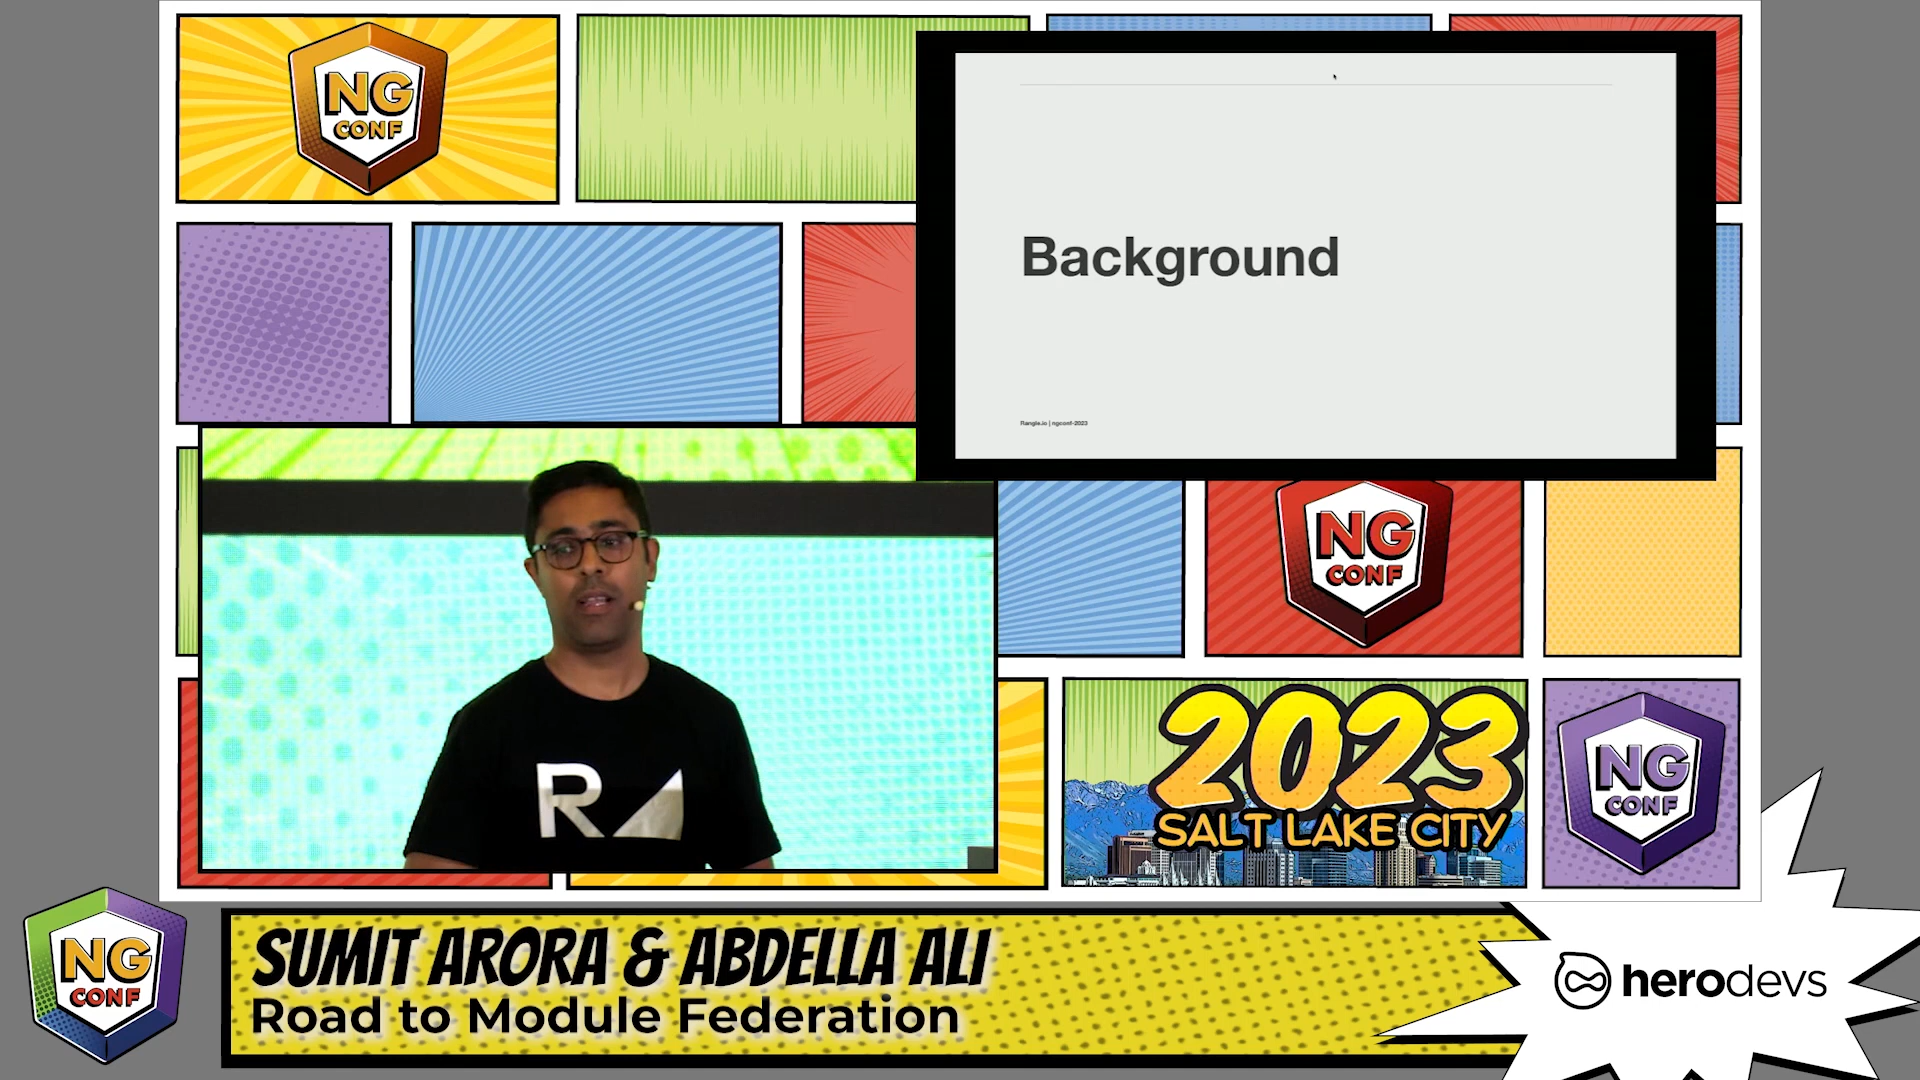 NG
CONF
Background
Rangle.io | ngconf-2023
R
NG
CONF
2023
SALT LAKE CITY
NG
CONF
NG
CONF
SUMIT ARORA & ABDELLA ALI
Road to Module Federation
herodevs